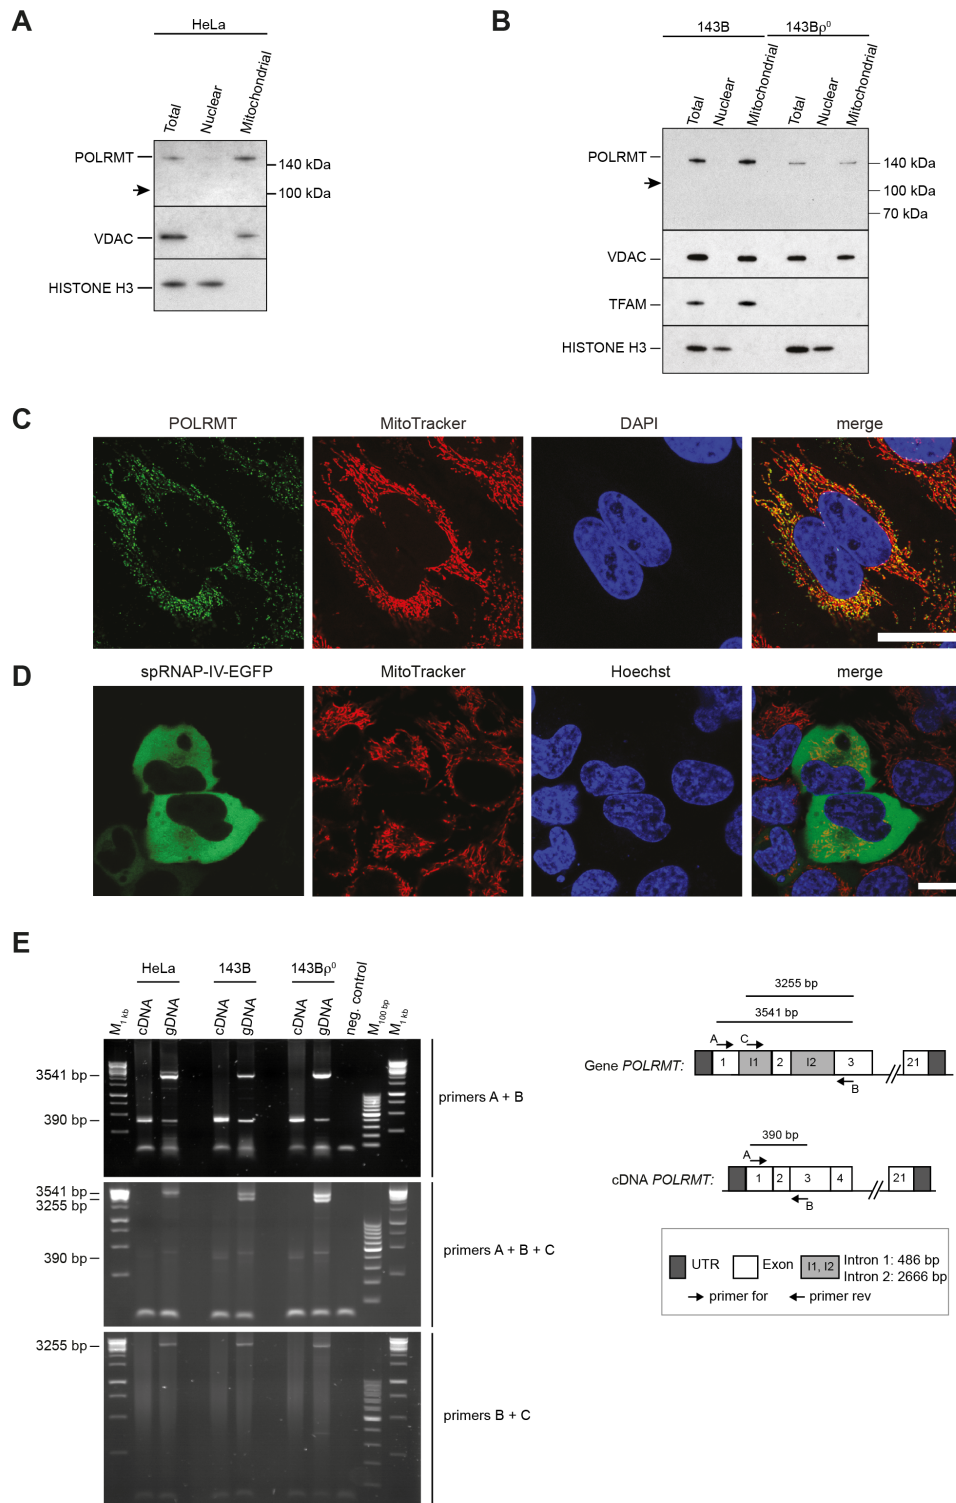 A
HeLa
Total
Nuclear
Mitochondrial
POLRMT
140 kDa
100 kDa
VDAC
HISTONE H3
B
143B
143Bρ⁰
Total
Nuclear
Mitochondrial
Total
Nuclear
Mitochondrial
POLRMT
140 kDa
100 kDa
70 kDa
VDAC
TFAM
HISTONE H3
C
POLRMT
MitoTracker
DAPI
merge
D
spRNAP-IV-EGFP
MitoTracker
Hoechst
merge
E
HeLa
143B
143Bρ⁰
M1 kb
cDNA
gDNA
cDNA
gDNA
cDNA
gDNA
neg. control
M100 bp
M1 kb
3541 bp
390 bp
primers A + B
3541 bp
3255 bp
390 bp
primers A + B + C
3255 bp
primers B + C
3255 bp
3541 bp
A
C
Gene POLRMT:
1
I1
2
I2
3
21
B
390 bp
A
cDNA POLRMT:
1
2
3
4
21
B
UTR
Exon
I1, I2
Intron 1: 486 bp
Intron 2: 2666 bp
primer for
primer rev